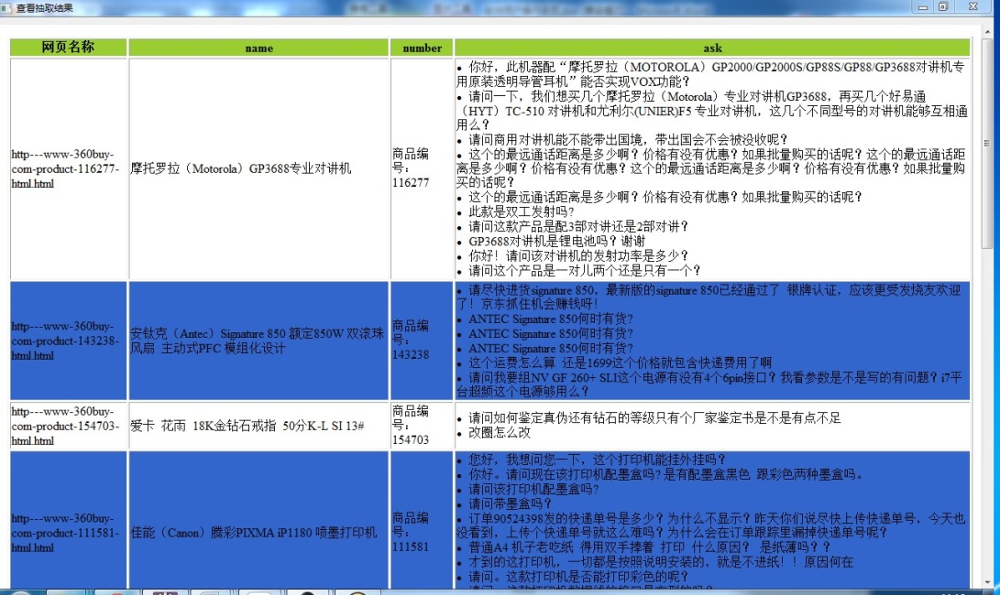 查看抽取结果
网页名称 name number ask
http---www-360buy-
com-product-116277-
html.html
摩托罗拉（Motorola）GP3688专业对讲机
商品编
号：
116277
• 你好，此机器配“摩托罗拉（MOTOROLA）GP2000/GP2000S/GP88S/GP88/GP3688对讲机专
用原装透明导管耳机”能否实现VOX功能？
• 请问一下，我们想买几个摩托罗拉（Motorola）专业对讲机GP3688，再买几个好易通
（HYT）TC-510 对讲机和尤利尔(UNIER)F5 专业对讲机，这几个不同型号的对讲机能够互相通
用么？
• 请问商用对讲机能不能带出国境，带出国会不会被没收呢？
• 这个的最远通话距离是多少啊？价格有没有优惠？如果批量购买的话呢？这个的最远通话距
离是多少啊？价格有没有优惠？这个的最远通话距离是多少啊？价格有没有优惠？如果批量购
买的话呢？
• 这个的最远通话距离是多少啊？价格有没有优惠？如果批量购买的话呢？
• 此款是双工发射吗?
• 请问这款产品是配3部对讲还是2部对讲？
• GP3688对讲机是锂电池吗？谢谢
• 你好！请问该对讲机的发射功率是多少？
• 请问这个产品是一对儿两个还是只有一个？
http---www-360buy-
com-product-143238-
html.html
安钛克（Antec）Signature 850 额定850W 双滚珠
风扇 主动式PFC 模组化设计
商品编
号：
143238
• 请尽快进货signature 850，最新版的signature 850已经通过了 银牌认证，应该更受发烧友欢迎
了！京东抓住机会赚钱呀！
• ANTEC Signature 850何时有货?
• ANTEC Signature 850何时有货?
• ANTEC Signature 850何时有货?
• 这个运费怎么算 还是1699这个价格就包含快递费用了啊
• 请问我要组NV GF 260+ SLI这个电源有没有4个6pin接口？我看参数是不是写的有问题？i7平
台超频这个电源够用么？
http---www-360buy-
com-product-154703-
html.html
爱卡 花雨 18K金钻石戒指 50分K-L SI 13#
商品编
号：
154703
• 请问如何鉴定真伪还有钻石的等级只有个厂家鉴定书是不是有点不足
• 改圈怎么改
http---www-360buy-
com-product-111581-
html.html
佳能（Canon）腾彩PIXMA iP1180 喷墨打印机
商品编
号：
111581
• 您好，我想问您一下，这个打印机能挂外挂吗？
• 你好。请问现在该打印机配墨盒吗? 是有配墨盒黑色 跟彩色两种墨盒吗。
• 请问该打印机配墨盒吗?
• 请问带墨盒吗？
• 订单90524398发的快递单号是多少？为什么不显示？昨天你们说尽快上传快递单号，今天也
没看到，上传个快递单号就这么难吗？为什么会在订单跟踪里漏掉快递单号呢？
• 普通A4 机子老吃纸 得用双手捧着 打印 什么原因？ 是纸薄吗？？
• 才到的这打印机，一切都是按照说明安装的，就是不进纸！！原因何在
• 请问。这款打印机是否能打印彩色的呢？